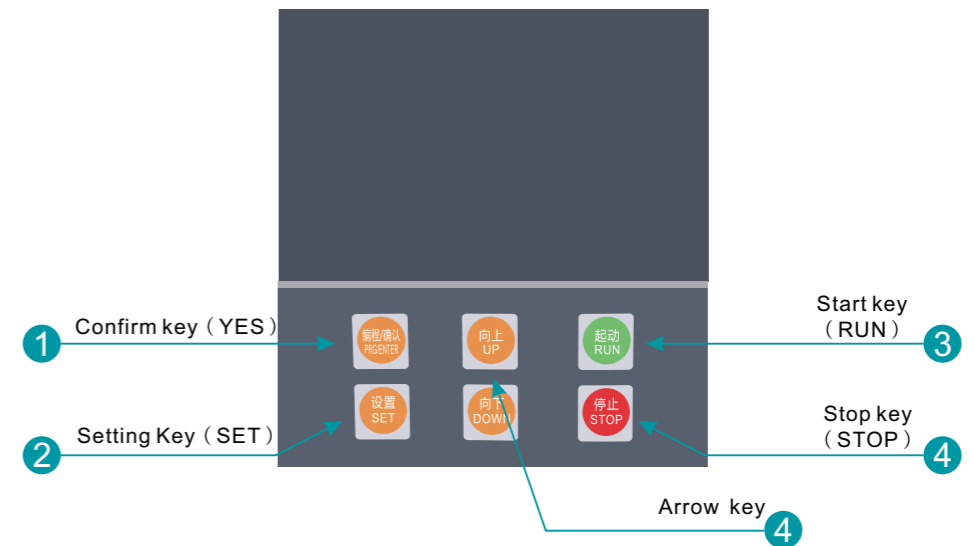 1
Confirm key（YES）
2
Setting Key（SET）
编程/确认
PRGENTER
向上
UP
起动
RUN
设置
SET
向下
DOWN
停止
STOP
Start key
（RUN）
3
Stop key
（STOP）
4
Arrow key
4